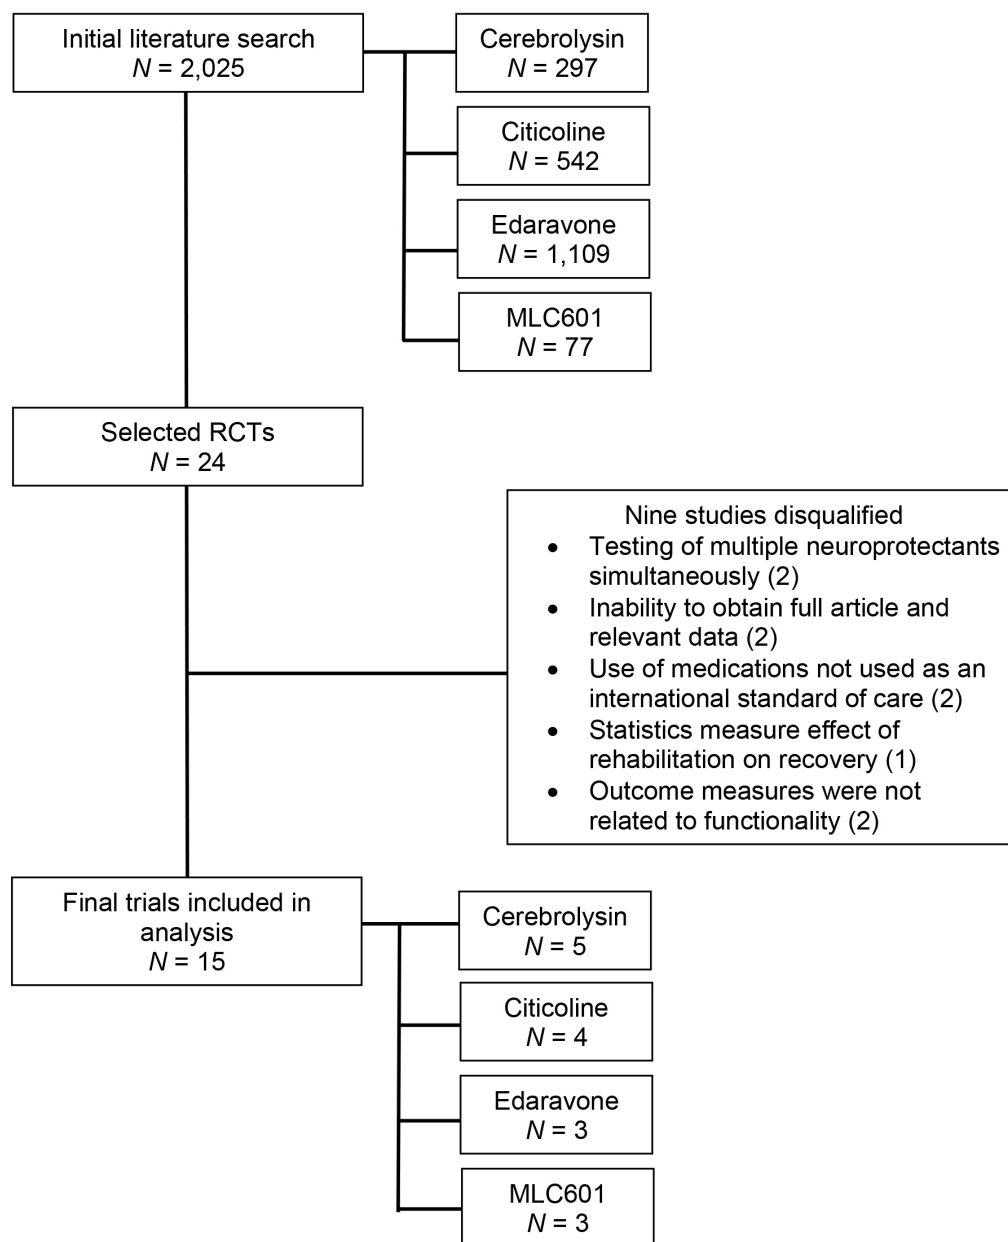 Initial literature search
N = 2,025
Cerebrolysin
N = 297
Citicoline
N = 542
Edaravone
N = 1,109
MLC601
N = 77
Selected RCTs
N = 24
Nine studies disqualified
• Testing of multiple neuroprotectants
simultaneously (2)
• Inability to obtain full article and
relevant data (2)
• Use of medications not used as an
international standard of care (2)
• Statistics measure effect of
rehabilitation on recovery (1)
• Outcome measures were not
related to functionality (2)
Final trials included in
analysis
N = 15
Cerebrolysin
N = 5
Citicoline
N = 4
Edaravone
N = 3
MLC601
N = 3